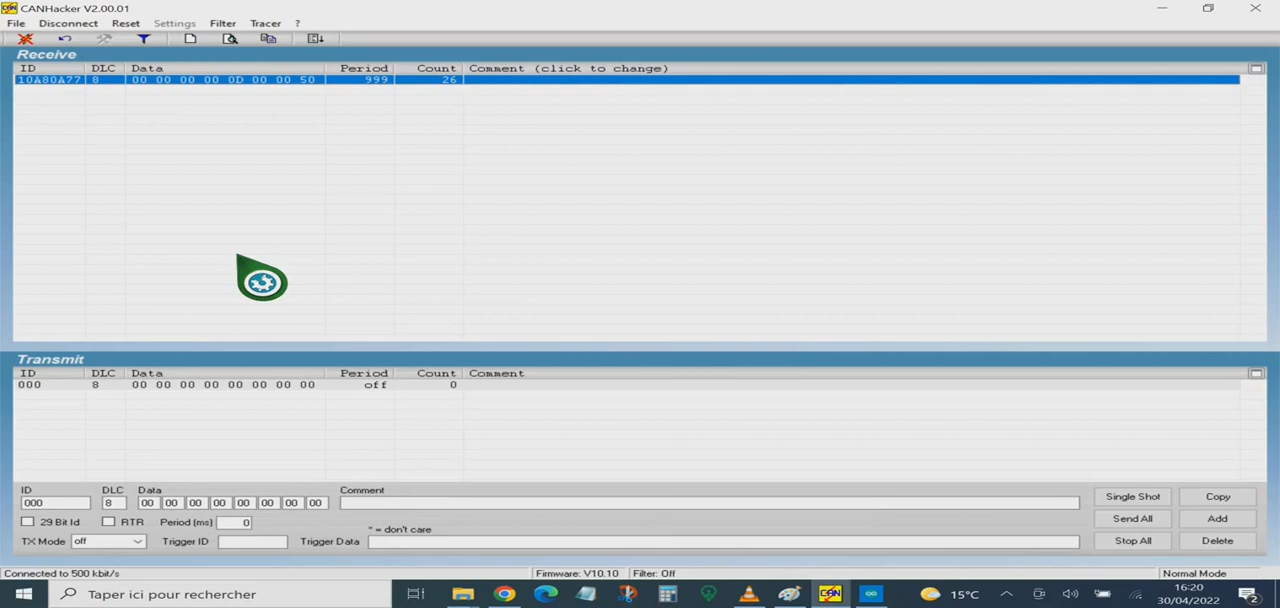 CAN CANHacker V2.00.01
File Disconnect Reset Settings Filter Tracer ?
Receive
ID DLC Data Period Count Comment (click to change)
10A80A77 8 00 00 00 00 0D 00 00 50 999 26
Transmit
ID DLC Data Period Count Comment
000 8 00 00 00 00 00 00 00 00 off 0
ID DLC Data Comment
000 8 00 00 00 00 00 00 00 00 Single Shot Copy
29 Bit Id RTR Period (ms) 0 * = don't care Send All Add
TX Mode off Trigger ID Trigger Data Stop All Delete
Connected to 500 kbit/s Firmware: V10.10 Filter: Off Normal Mode
Taper ici pour rechercher CAN 15°C 16:20 30/04/2022 2